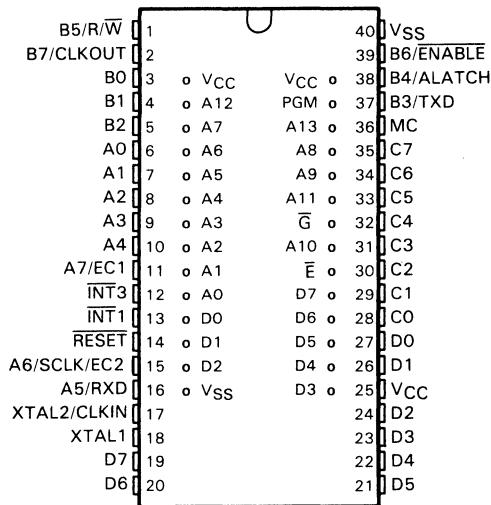 B5/R/W̅ 1 40 VSS
B7/CLKOUT 2 39 B6/E̅N̅A̅B̅L̅E̅
B0 3 o VCC VCC o 38 B4/ALATCH
B1 4 o A12 PGM o 37 B3/TXD
B2 5 o A7 A13 o 36 MC
A0 6 o A6 A8 o 35 C7
A1 7 o A5 A9 o 34 C6
A2 8 o A4 A11 o 33 C5
A3 9 o A3 G̅ o 32 C4
A4 10 o A2 A10 o 31 C3
A7/EC1 11 o A1 E̅ o 30 C2
I̅N̅T̅3 12 o A0 D7 o 29 C1
I̅N̅T̅1 13 o D0 D6 o 28 C0
R̅E̅S̅E̅T̅ 14 o D1 D5 o 27 D0
A6/SCLK/EC2 15 o D2 D4 o 26 D1
A5/RXD 16 o VSS D3 o 25 VCC
XTAL2/CLKIN 17 24 D2
XTAL1 18 23 D3
D7 19 22 D4
D6 20 21 D5